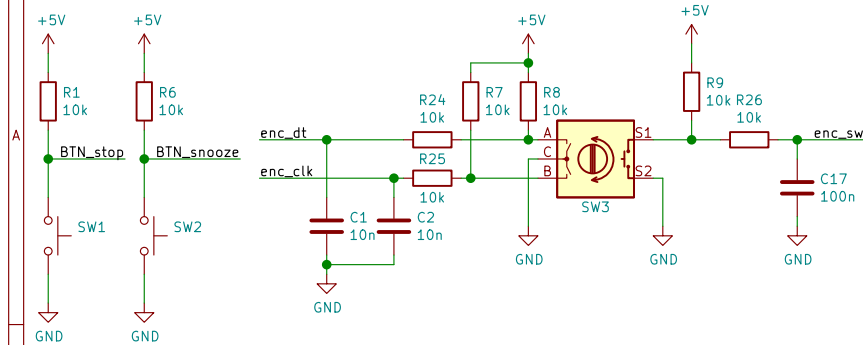 +5V
+5V
+5V
+5V
R1
10k
R6
10k
R7
10k
R8
10k
R9
10k
R24
10k
R26
10k
A
BTN_stop
BTN_snooze
enc_dt
enc_clk
R25
10k
A
C
B
S1
S2
enc_sw
SW1
SW2
SW3
C1
10n
C2
10n
C17
100n
GND
GND
GND
GND
GND
GND